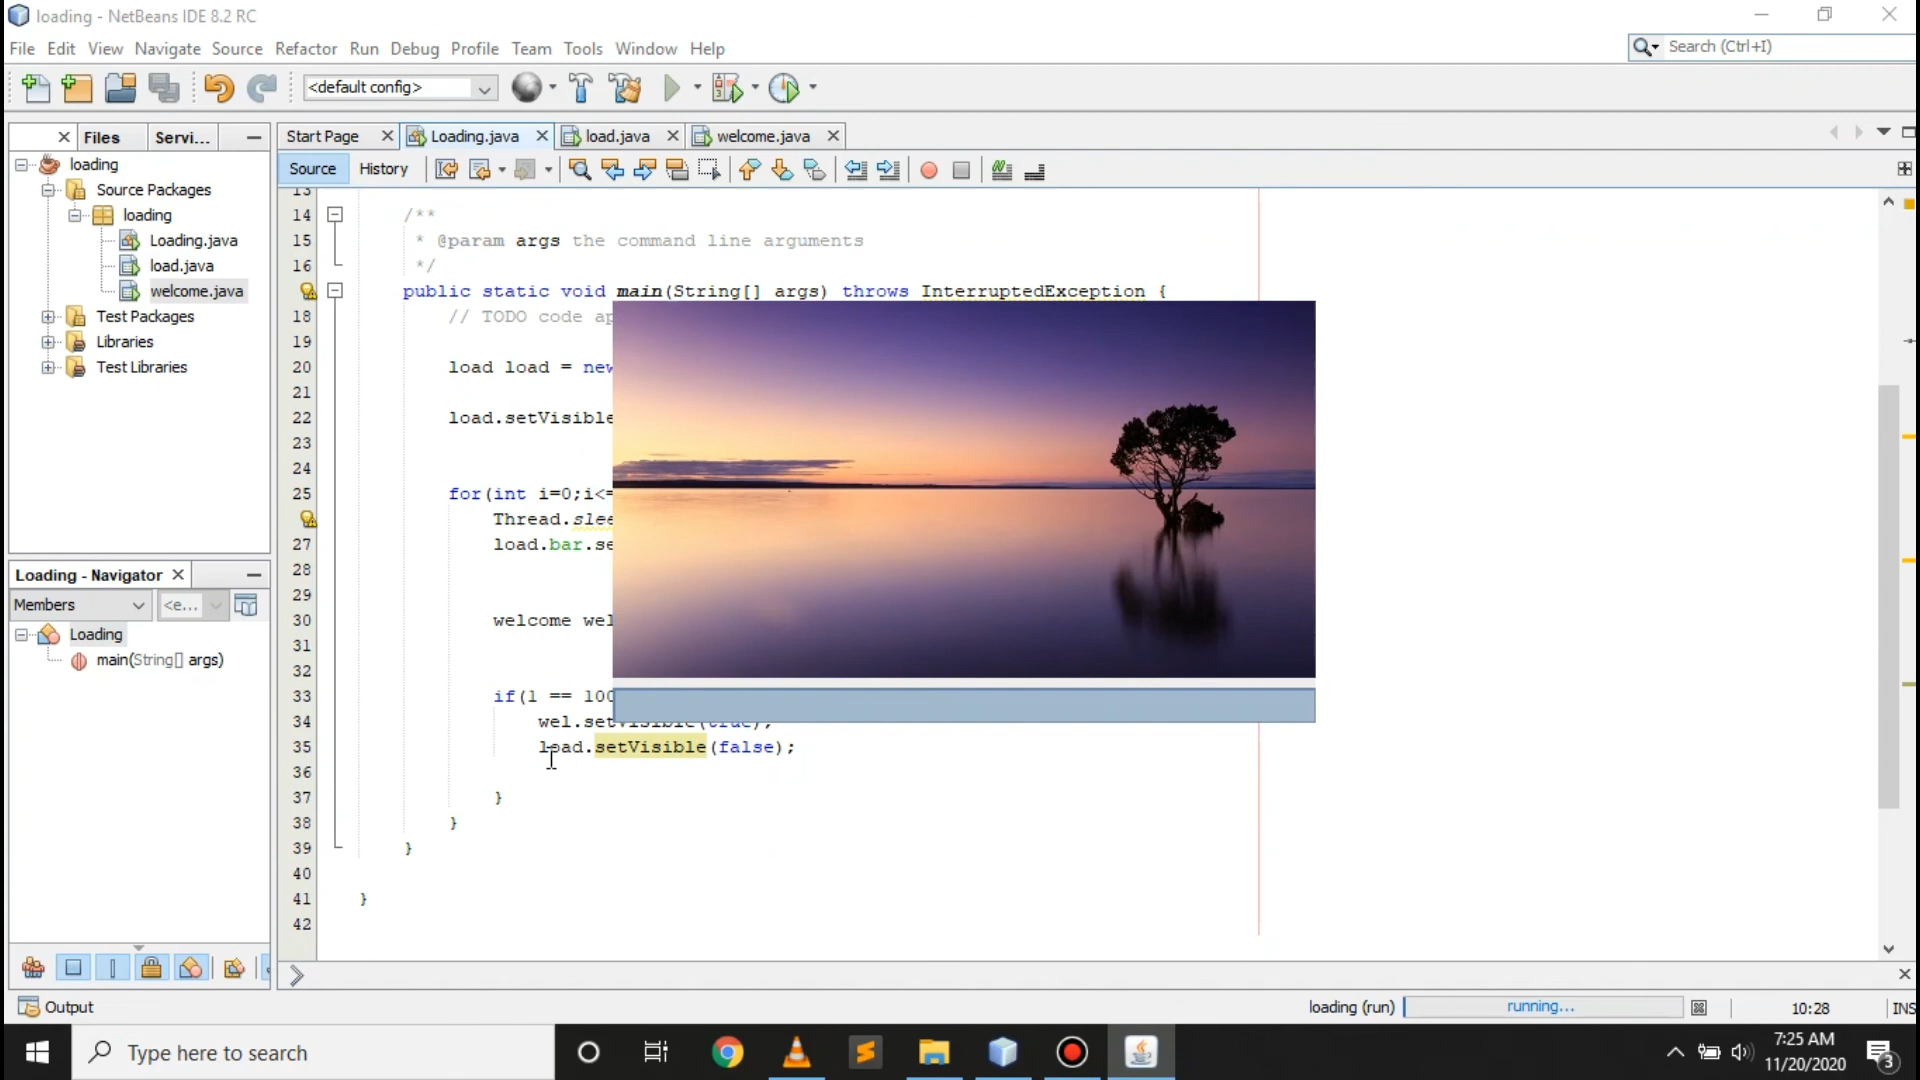 loading - NetBeans IDE 8.2 RC
File Edit View Navigate Source Refactor Run Debug Profile Team Tools Window Help
Search (Ctrl+I)
<default config>
Files Servi...
Start Page Loading.java load.java welcome.java
Source History
loading
Source Packages
loading
Loading.java
load.java
welcome.java
Test Packages
Libraries
Test Libraries
Loading - Navigator
Members <e...
Loading
main(String[] args)
13
14 /**
15 * @param args the command line arguments
16 */
public static void main(String[] args) throws InterruptedException {
18 // TODO code ap
19
20 load load = new
21
22 load.setVisible
23
24
25 for(int i=0;i<=
Thread.slee
27 load.bar.se
28
29
30 welcome wel
31
32
33 if(l == 100
34 wel.setVisible(true);
35 load.setVisible(false);
36
37 }
38 }
39 }
40
41 }
42
Output
loading (run) running... 10:28 INS
Type here to search
7:25 AM
11/20/2020
3